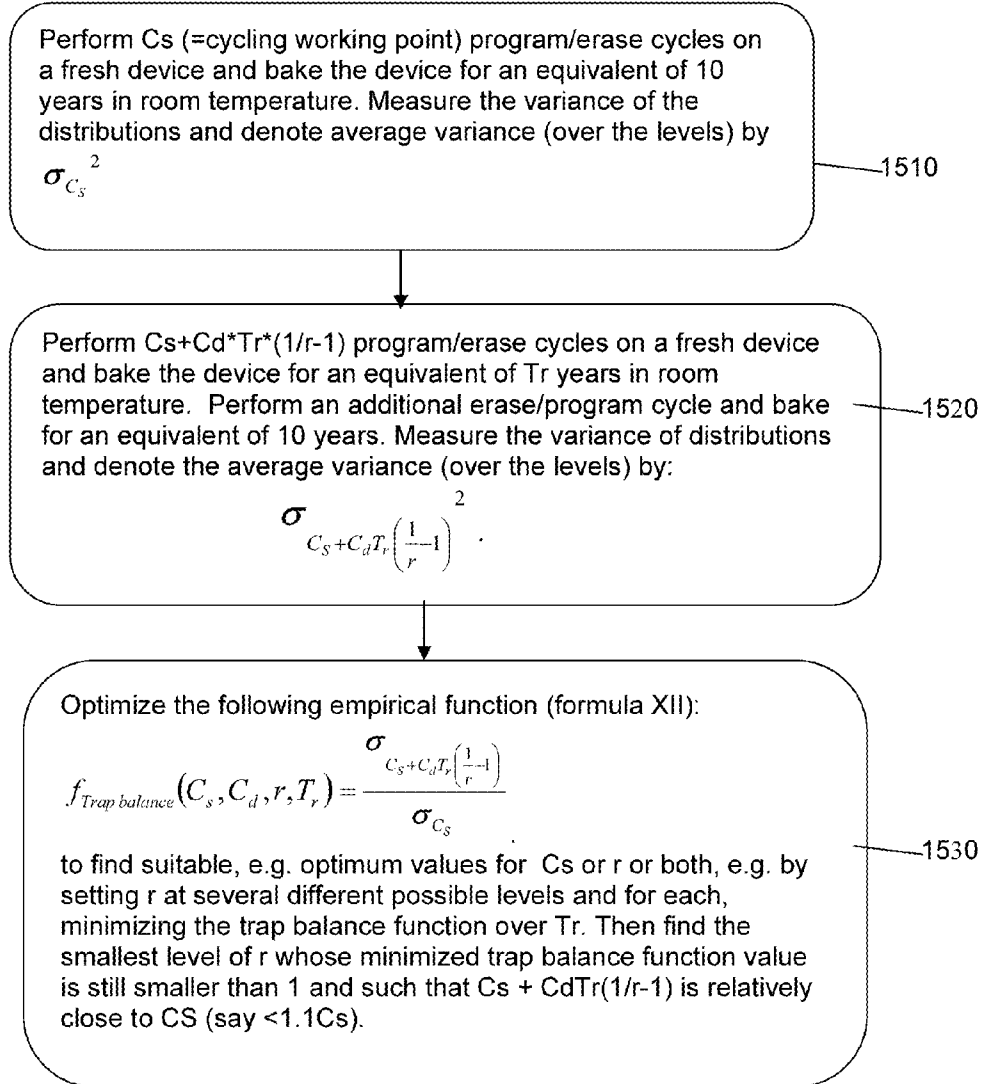 Perform Cs (=cycling working point) program/erase cycles on
a fresh device and bake the device for an equivalent of 10
years in room temperature. Measure the variance of the
distributions and denote average variance (over the levels) by
σ_{C_S}²
1510
Perform Cs+Cd*Tr*(1/r-1) program/erase cycles on a fresh device
and bake the device for an equivalent of Tr years in room
temperature. Perform an additional erase/program cycle and bake
for an equivalent of 10 years. Measure the variance of distributions
and denote the average variance (over the levels) by:
σ_{C_S+C_dT_r(1/r-1)}².
1520
Optimize the following empirical function (formula XII):
f_{Trap balance}(C_s,C_d,r,T_r)=σ_{C_S+C_dT_r(1/r-1)}/σ_{C_S}
to find suitable, e.g. optimum values for Cs or r or both, e.g. by
setting r at several different possible levels and for each,
minimizing the trap balance function over Tr. Then find the
smallest level of r whose minimized trap balance function value
is still smaller than 1 and such that Cs + CdTr(1/r-1) is relatively
close to CS (say <1.1Cs).
1530